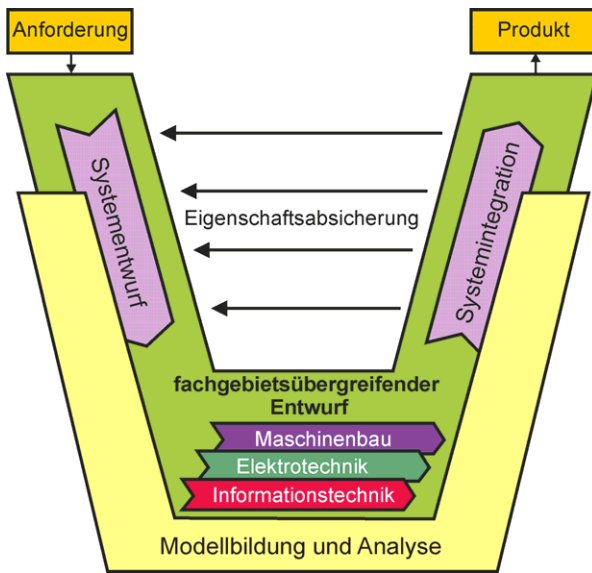 Anforderung
Produkt
Systementwurf
Eigenschaftsabsicherung
Systemintegration
fachgebietsübergreifender
Entwurf
Maschinenbau
Elektrotechnik
Informationstechnik
Modellbildung und Analyse